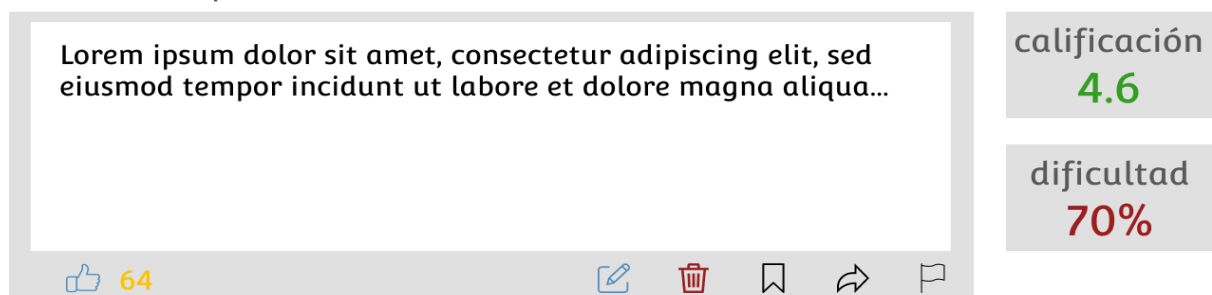 Lorem ipsum dolor sit amet, consectetur adipiscing elit, sed
eiusmod tempor incidunt ut labore et dolore magna aliqua...
64
calificación
4.6
dificultad
70%